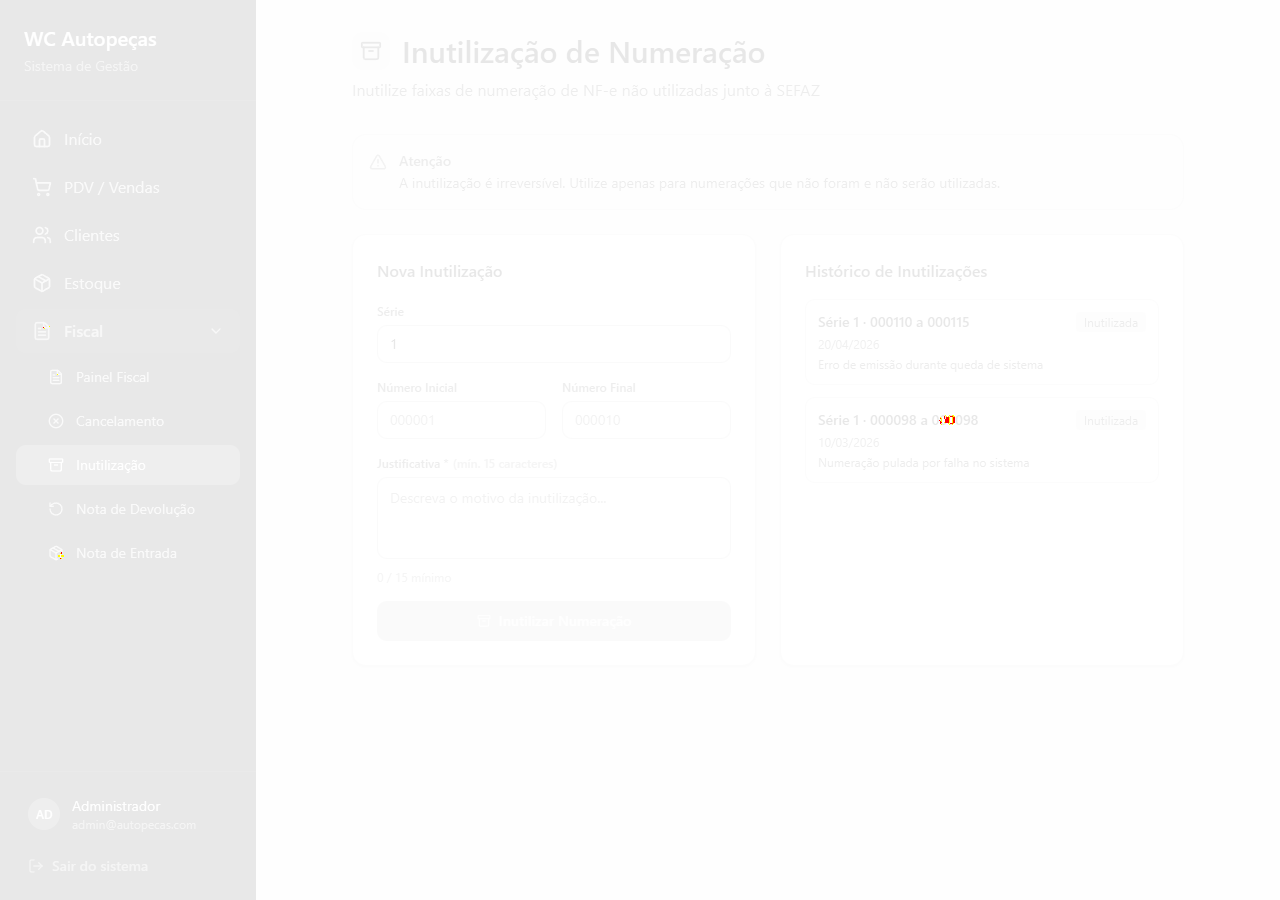 WC Autopeças
Sistema de Gestão
Início
PDV / Vendas
Clientes
Estoque
Fiscal
Painel Fiscal
Cancelamento
Inutilização
Nota de Devolução
Nota de Entrada
AD
Administrador
admin@autopecas.com
Sair do sistema
Inutilização de Numeração
Inutilize faixas de numeração de NF-e não utilizadas junto à SEFAZ
Atenção
A inutilização é irreversível. Utilize apenas para numerações que não foram e não serão utilizadas.
Nova Inutilização
Série
1
Número Inicial
Número Final
000001
000010
Justificativa * (mín. 15 caracteres)
Descreva o motivo da inutilização...
0 / 15 mínimo
Inutilizar Numeração
Histórico de Inutilizações
Série 1 · 000110 a 000115
Inutilizada
20/04/2026
Erro de emissão durante queda de sistema
Série 1 · 000098 a 000098
Inutilizada
10/03/2026
Numeração pulada por falha no sistema